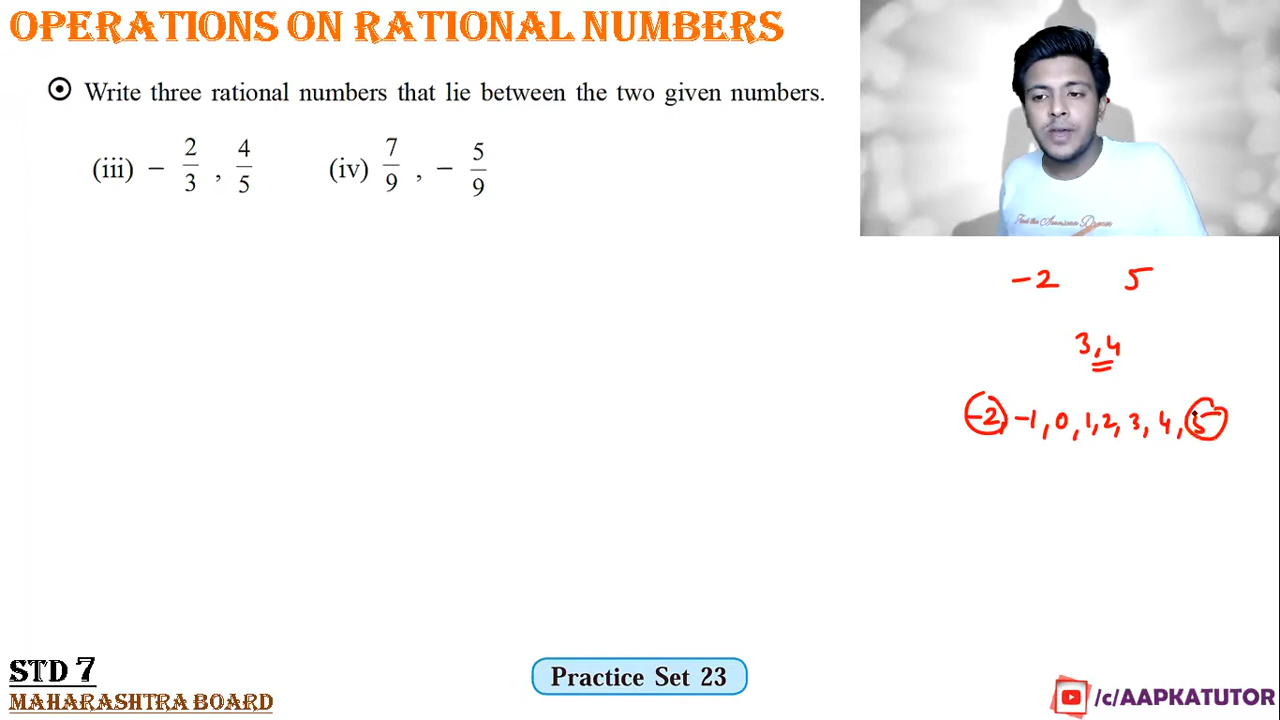 OPERATIONS ON RATIONAL NUMBERS
Write three rational numbers that lie between the two given numbers.
(iii) − 2/3 , 4/5 (iv) 7/9 , − 5/9
−2 5
3,4
−2, −1, 0, 1, 2, 3, 4, 5
STD 7
MAHARASHTRA BOARD
Practice Set 23
/c/AAPKATUTOR